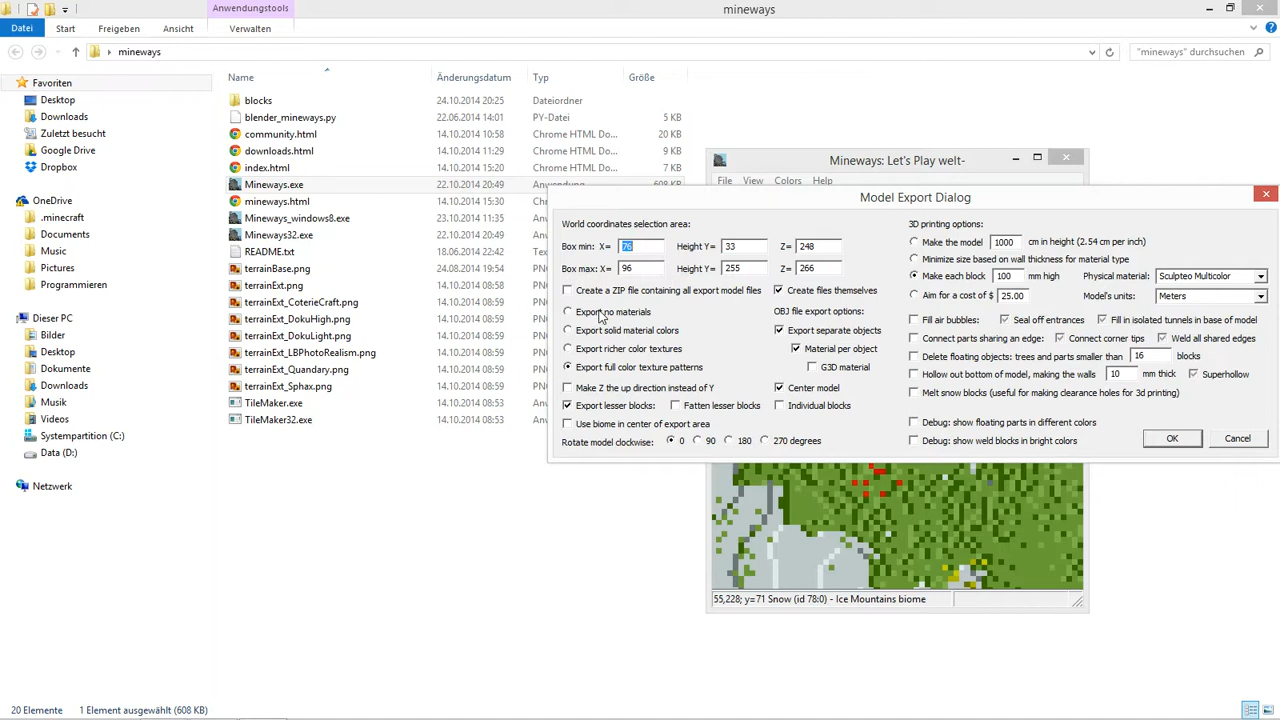 Anwendungstools
mineways
Datei Start Freigeben Ansicht Verwalten
mineways
"mineways" durchsuchen
Name Änderungsdatum Typ Größe
Favoriten
Desktop
Downloads
Zuletzt besucht
Google Drive
Dropbox
OneDrive
.minecraft
Documents
Music
Pictures
Programmieren
Dieser PC
Bilder
Desktop
Dokumente
Downloads
Musik
Videos
Systempartition (C:)
Data (D:)
Netzwerk
blocks 24.10.2014 20:25 Dateiordner
blender_mineways.py 22.06.2014 14:01 PY-Datei 5 KB
community.html 14.10.2014 10:58 Chrome HTML Do... 20 KB
downloads.html 14.10.2014 11:29 Chrome HTML Do... 9 KB
index.html 14.10.2014 15:25 Chrome HTML Do... 7 KB
Mineways.exe 22.10.2014 20:49 Anwendung 608 KB
mineways.html 14.10.2014 15:30 Chrome HTML Do...
Mineways_windows8.exe 23.10.2014 11:35 Anwendung
Mineways32.exe 22.10.2014 20:49 Anwendung
README.txt 18.06.2014 22:42 Textdokument
terrainBase.png 24.08.2014 19:54
terrain.png 14.10.2014 08:59
terrainExt_CoterieCraft.png 14.10.2014 08:59
terrainExt_DokuHigh.png 14.10.2014 08:59
terrainExt_DokuLight.png 14.10.2014 08:59
terrainExt_LBPhotoRealism.png 14.10.2014 08:59
terrainExt_Quandary.png 14.10.2014 08:59
terrainExt_Sphax.png 14.10.2014 08:59
TileMaker.exe 14.10.2014 08:53
TileMaker32.exe 14.10.2014 08:53
Mineways: Let's Play welt-
File View Colors Help
Model Export Dialog
World coordinates selection area:
Box min: X= 76 Height Y= 33 Z= 248
Box max: X= 96 Height Y= 255 Z= 266
Create a ZIP file containing all export model files
Create files themselves
Export no materials
Export solid material colors
Export richer color textures
Export full color texture patterns
Make Z the up direction instead of Y
Export lesser blocks: Fatten lesser blocks
Use biome in center of export area
Rotate model clockwise: 0 90 180 270 degrees
OBJ file export options:
Export separate objects
Material per object
G3D material
Center model
Individual blocks
3D printing options:
Make the model 1000 cm in height (2.54 cm per inch)
Minimize size based on wall thickness for material type
Make each block 100 mm high Physical material: Sculpteo Multicolor
Aim for a cost of $ 25.00 Model's units: Meters
Fill air bubbles: Seal off entrances Fill in isolated tunnels in base of model
Connect parts sharing an edge: Connect corner tips Weld all shared edges
Delete floating objects: trees and parts smaller than 16 blocks
Hollow out bottom of model, making the walls 10 mm thick Superhollow
Melt snow blocks (useful for making clearance holes for 3d printing)
Debug: show floating parts in different colors
Debug: show weld blocks in bright colors
OK Cancel
55,228; y=71 Snow (id 78:0) - Ice Mountains biome
20 Elemente 1 Element ausgewählt (608 KB)